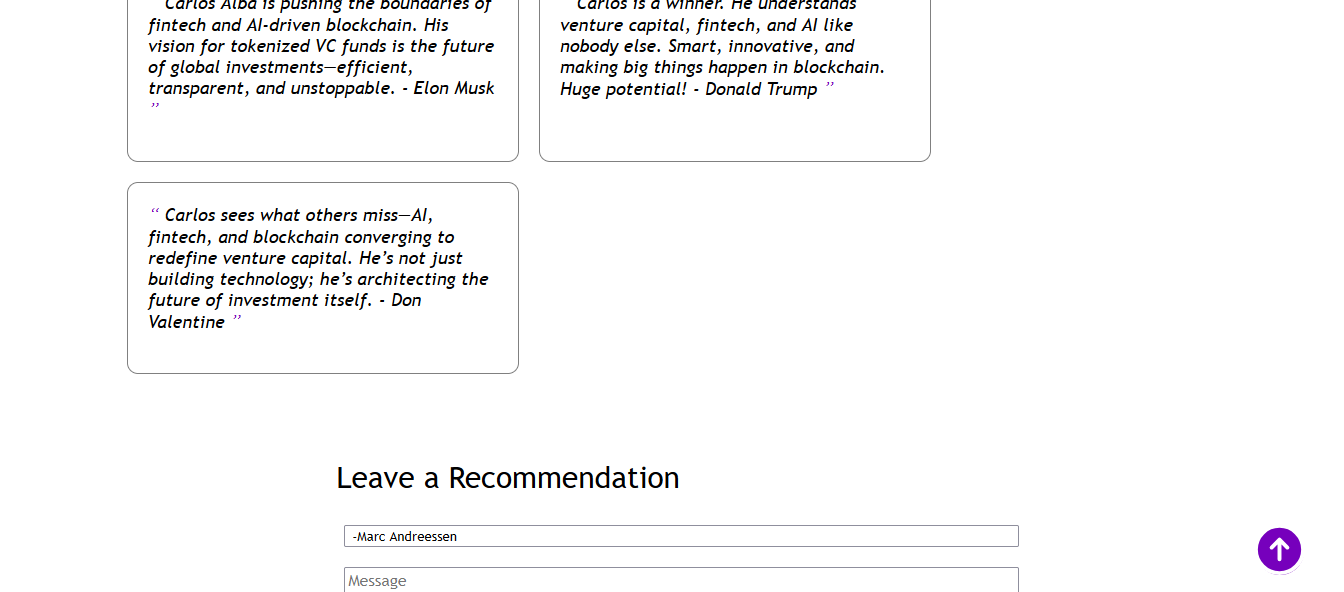 Carlos Alba is pushing the boundaries of
fintech and AI-driven blockchain. His
vision for tokenized VC funds is the future
of global investments—efficient,
transparent, and unstoppable. - Elon Musk
”
Carlos is a winner. He understands
venture capital, fintech, and AI like
nobody else. Smart, innovative, and
making big things happen in blockchain.
Huge potential! - Donald Trump ”
“ Carlos sees what others miss—AI,
fintech, and blockchain converging to
redefine venture capital. He’s not just
building technology; he’s architecting the
future of investment itself. - Don
Valentine ”
Leave a Recommendation
-Marc Andreessen
Message